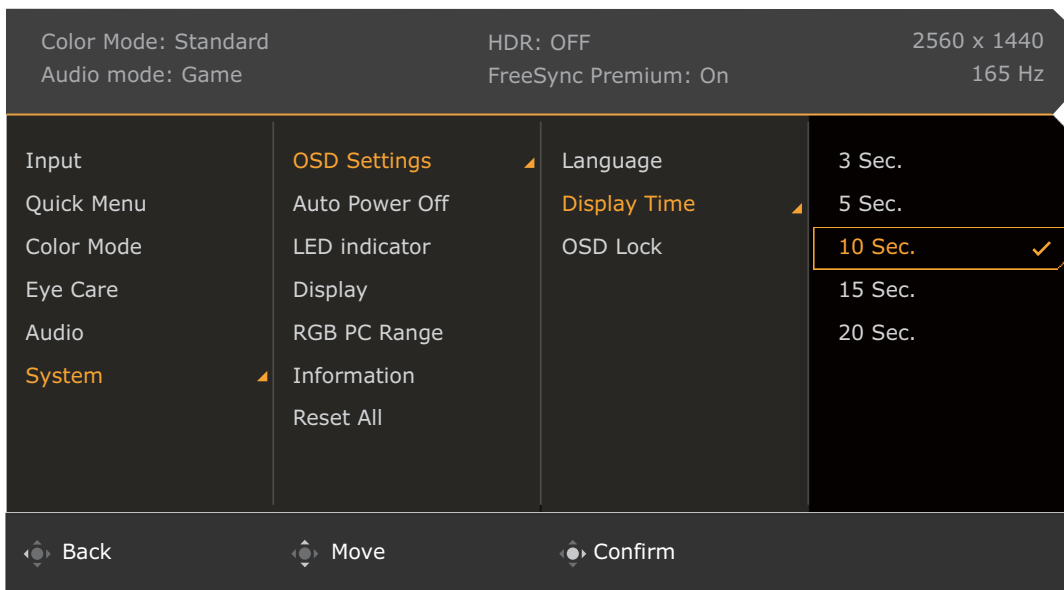 Color Mode: Standard
HDR: OFF
2560 x 1440
Audio mode: Game
FreeSync Premium: On
165 Hz
Input
Quick Menu
Color Mode
Eye Care
Audio
System
OSD Settings
Auto Power Off
LED indicator
Display
RGB PC Range
Information
Reset All
Language
Display Time
OSD Lock
3 Sec.
5 Sec.
10 Sec.
15 Sec.
20 Sec.
Back
Move
Confirm